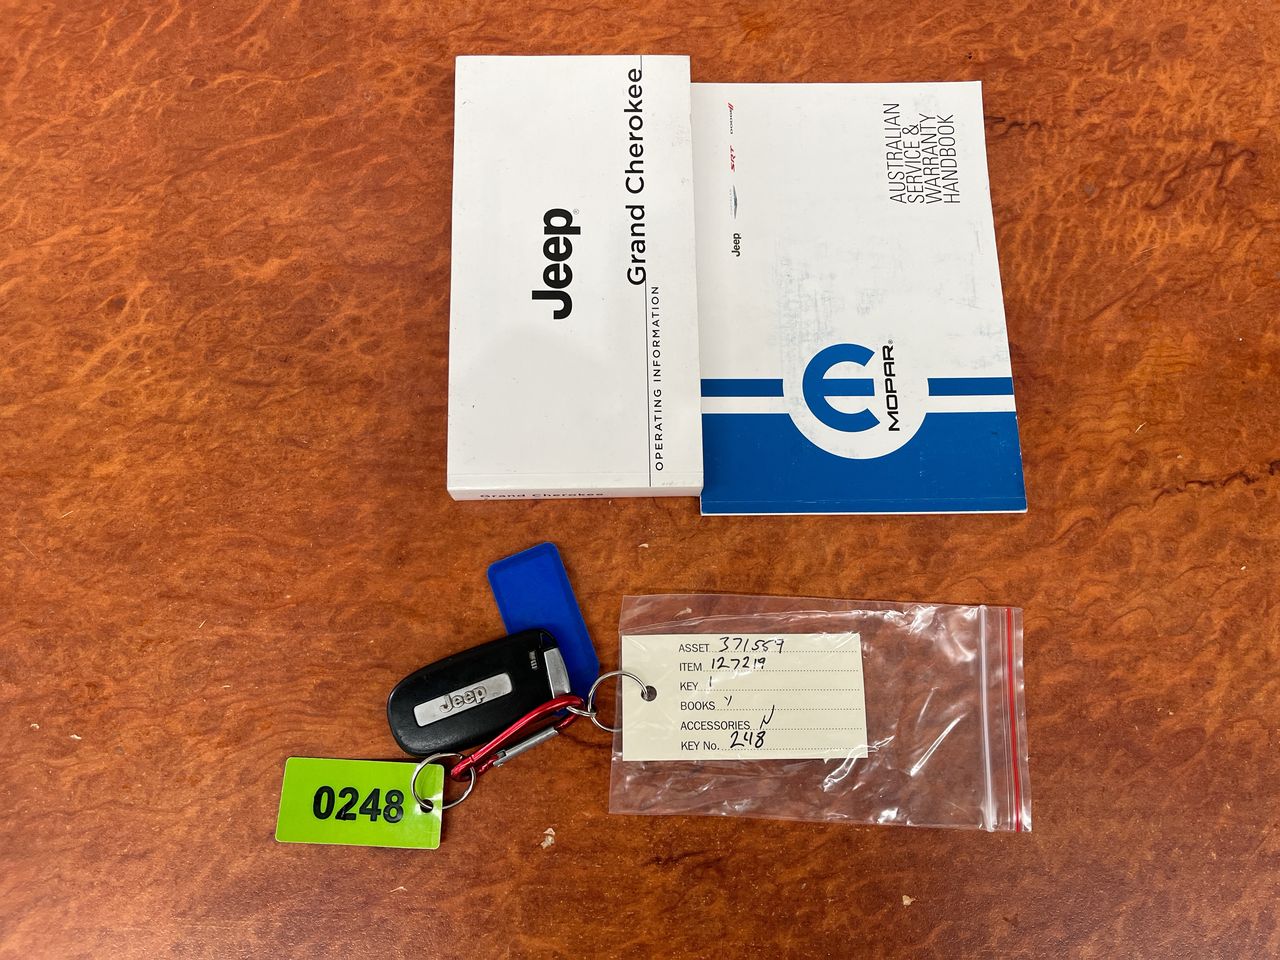 Jeep®
Grand Cherokee
OPERATING INFORMATION
Grand Cherokee
Jeep
SRT
DODGE
AUSTRALIAN
SERVICE &
WARRANTY
HANDBOOK
MOPAR®
Jeep
0248
ASSET 371559
ITEM 127219
KEY 1
BOOKS Y
ACCESSORIES N
KEY No. 248